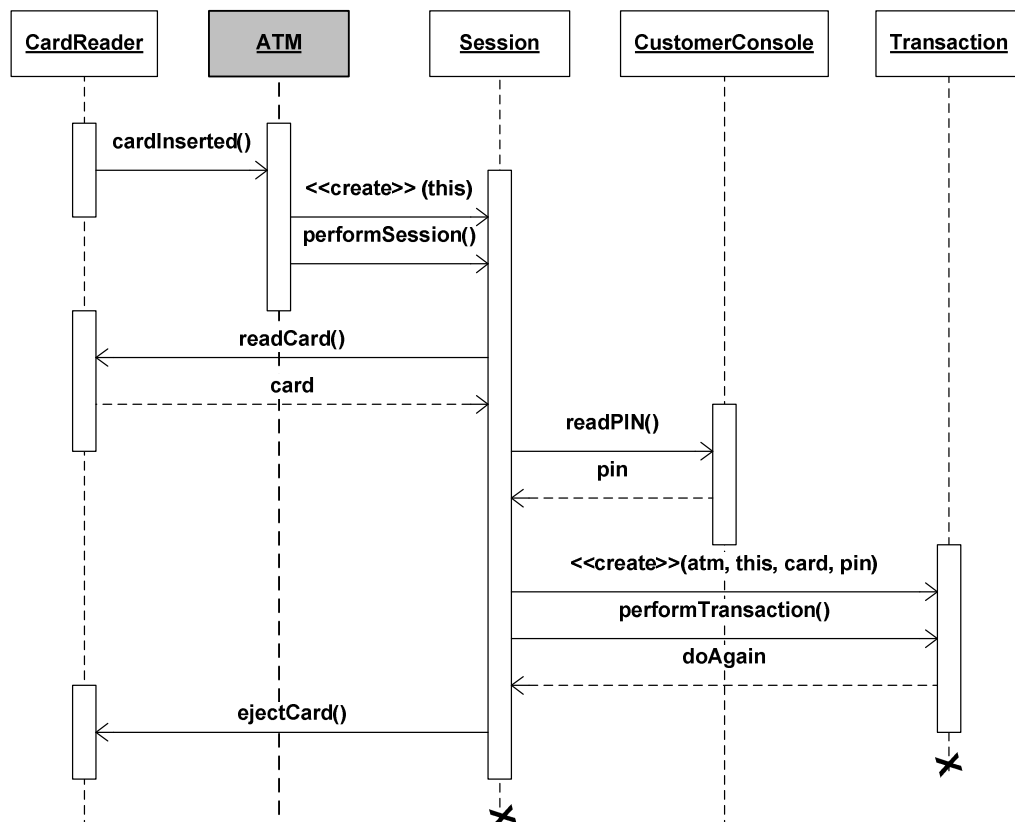 CardReader
ATM
Session
CustomerConsole
Transaction
cardInserted()
<<create>> (this)
performSession()
readCard()
card
readPIN()
pin
<<create>>(atm, this, card, pin)
performTransaction()
doAgain
ejectCard()